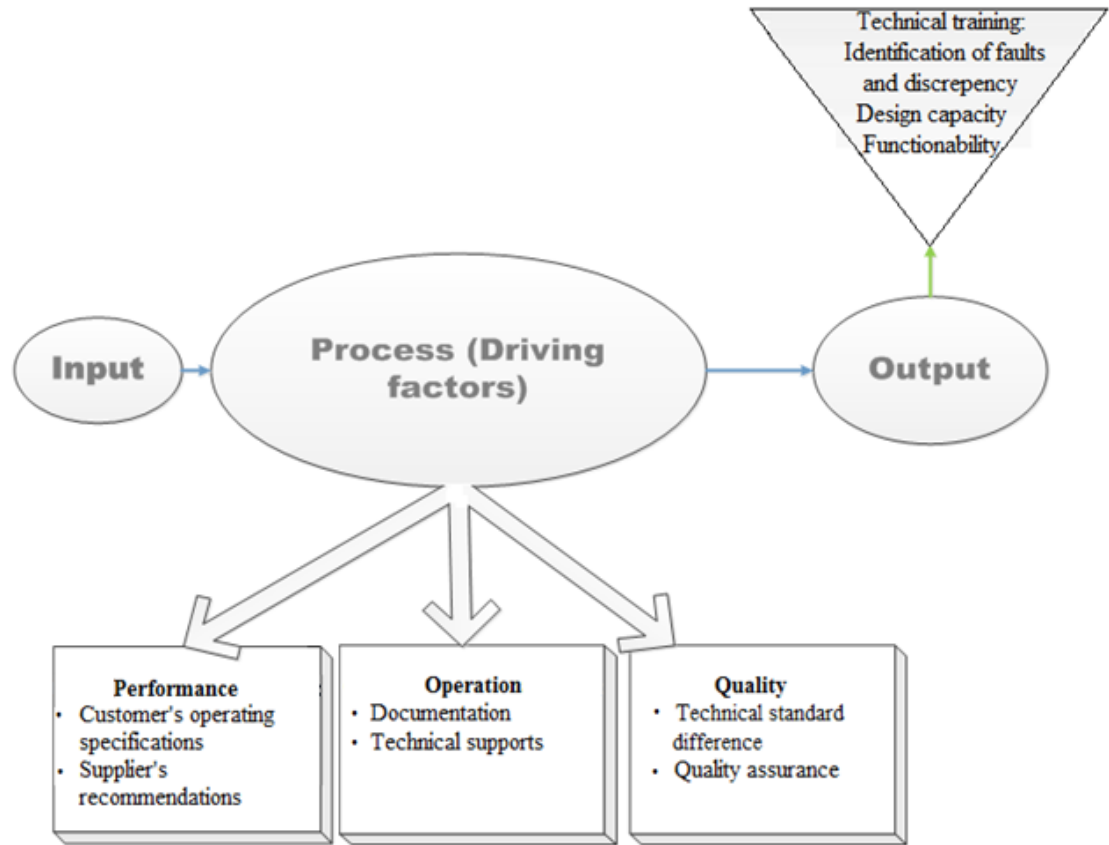 Technical training:
Identification of faults
and discrepency
Design capacity
Functionability
Input
Process (Driving
factors)
Output
Performance
• Customer's operating
specifications
• Supplier's
recommendations
Operation
• Documentation
• Technical supports
Quality
• Technical standard
difference
• Quality assurance